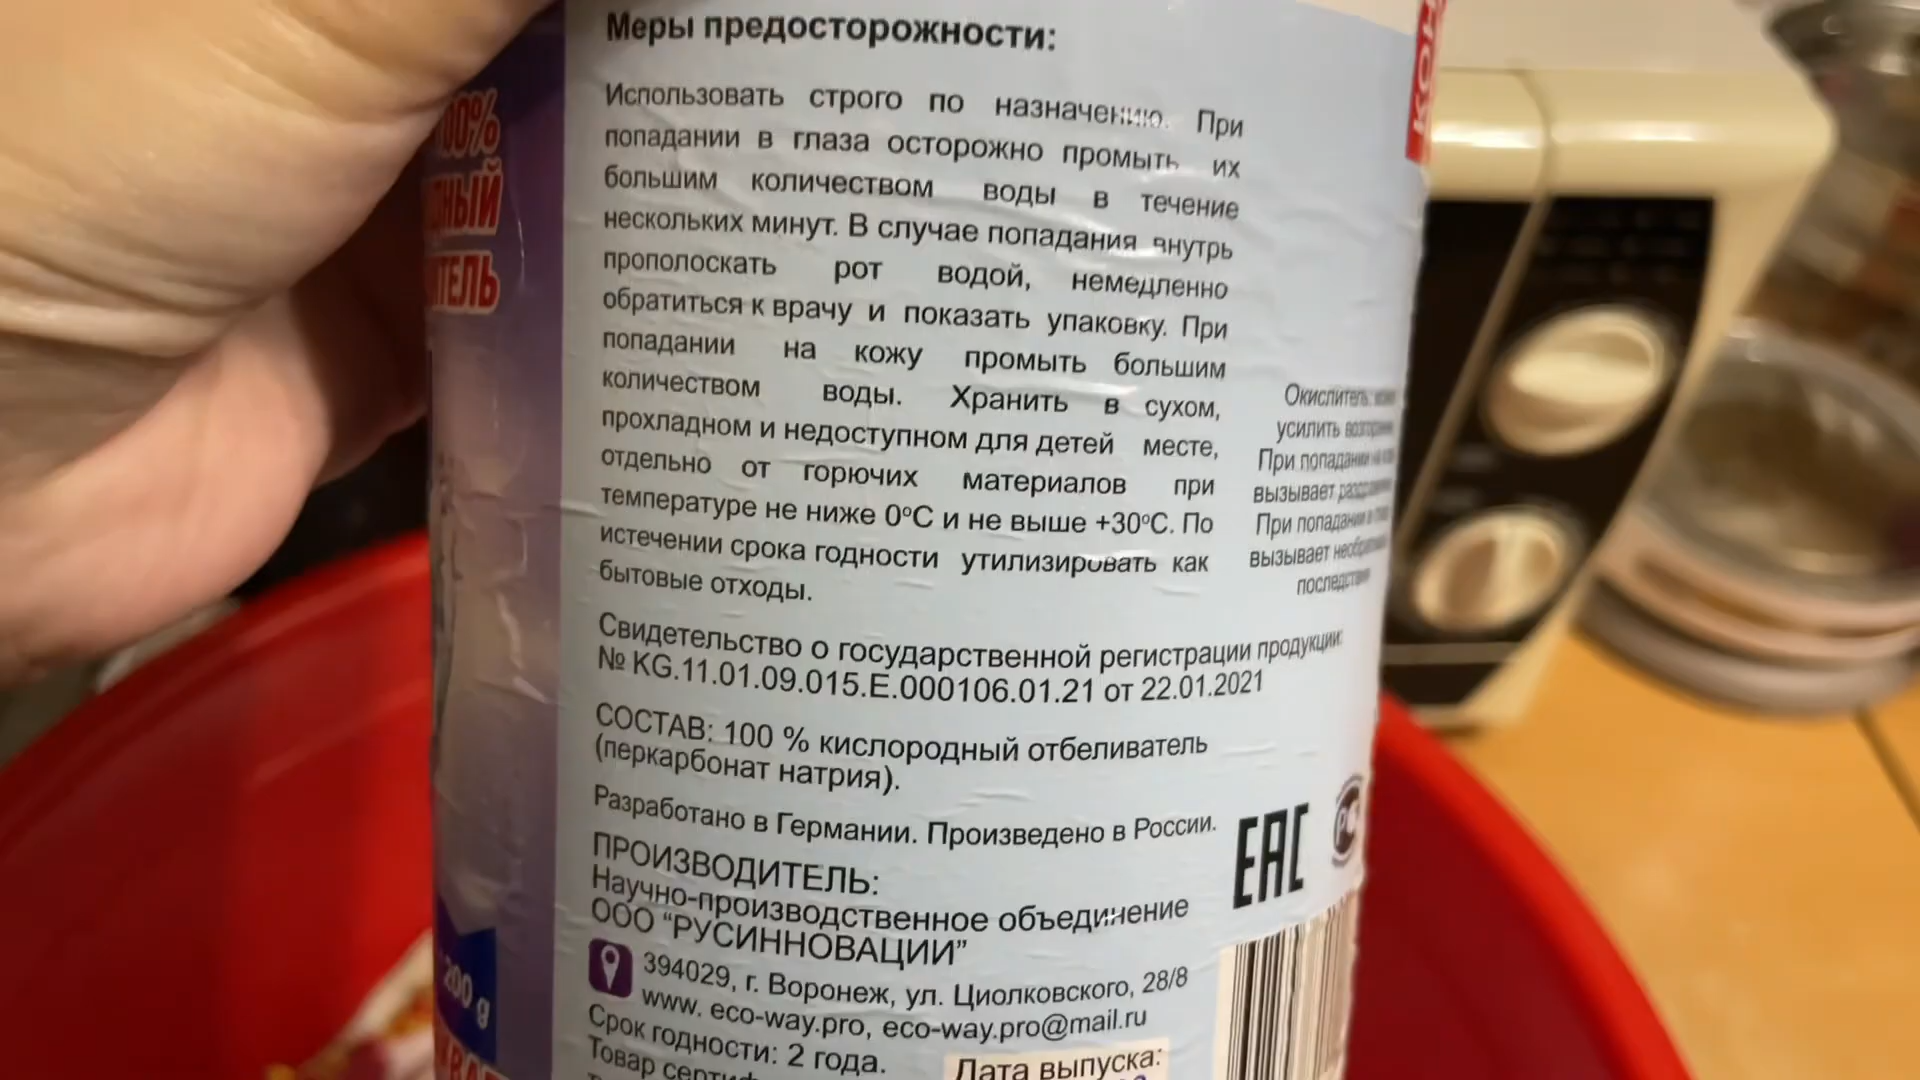 Меры предосторожности:
Использовать строго по назначению. При
попадании в глаза осторожно промыть их
большим количеством воды в течение
нескольких минут. В случае попадания внутрь
прополоскать рот водой, немедленно
обратиться к врачу и показать упаковку. При
попадании на кожу промыть большим
количеством воды. Хранить в сухом,
прохладном и недоступном для детей месте,
отдельно от горючих материалов при
температуре не ниже 0°С и не выше +30°С. По
истечении срока годности утилизировать как
бытовые отходы.
Окислитель:
усилить
При попадании
вызывает
При попадании
вызывает
Свидетельство о государственной регистрации продукции:
№ KG.11.01.09.015.E.000106.01.21 от 22.01.2021
СОСТАВ: 100 % кислородный отбеливатель
(перкарбонат натрия).
Разработано в Германии. Произведено в России.
EAC
ПРОИЗВОДИТЕЛЬ:
Научно-производственное объединение
ООО “РУСИННОВАЦИИ”
394029, г. Воронеж, ул. Циолковского, 28/8
www. eco-way.pro, eco-way.pro@mail.ru
Срок годности: 2 года.
Товар
Дата выпуска:
200 g